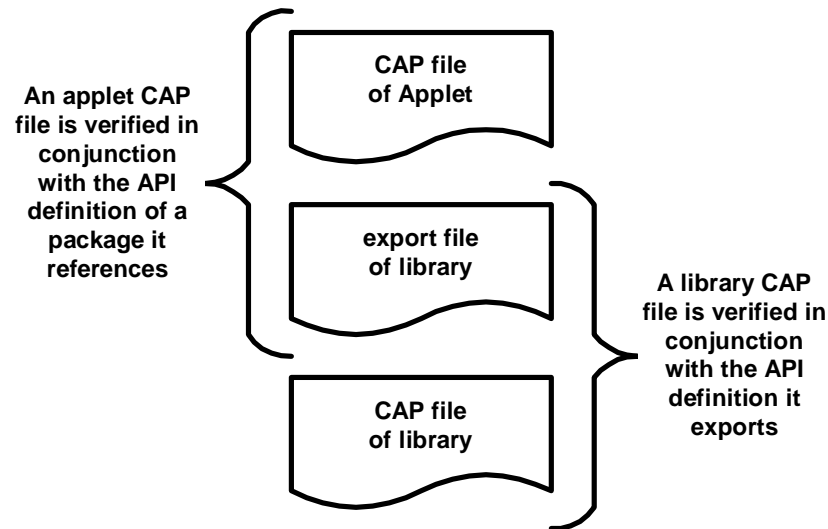 An applet CAP
file is verified in
conjunction
with the API
definition of a
package it
references
CAP file
of Applet
export file
of library
CAP file
of library
A library CAP
file is verified in
conjunction
with the API
definition it
exports